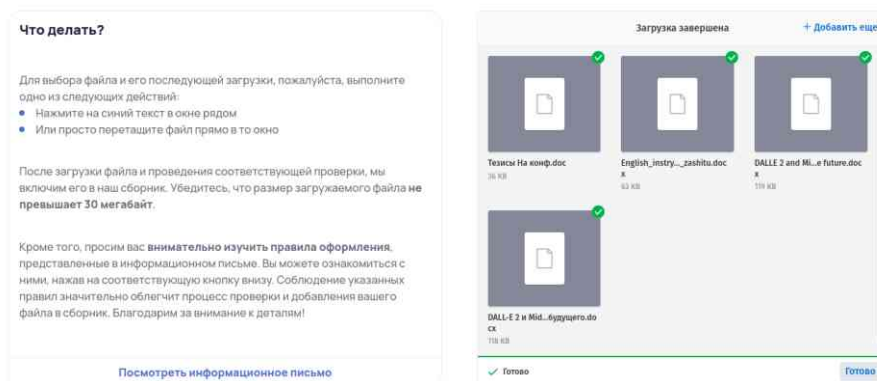 Что делать?
Для выбора файла и его последующей загрузки, пожалуйста, выполните
одно из следующих действий:
Нажмите на синий текст в окне рядом
Или просто перетащите файл прямо в то окно
После загрузки файла и проведения соответствующей проверки, мы
включим его в наш сборник. Убедитесь, что размер загружаемого файла не
превышает 30 мегабайт.
Кроме того, просим вас внимательно изучить правила оформления,
представленные в информационном письме. Вы можете ознакомиться с
ними, нажав на соответствующую кнопку внизу. Соблюдение указанных
правил значительно облегчит процесс проверки и добавления вашего
файла в сборник. Благодарим за внимание к деталям!
Посмотреть информационное письмо
Загрузка завершена
+ Добавить еще
Тезисы На конф.doc
36 KB
English_instry..._zashitu.doc
x
62 KB
DALLE 2 and Mi...e future.doc
x
119 KB
DALL-E 2 и Mid...будущего.do
cx
118 KB
Готово
Готово